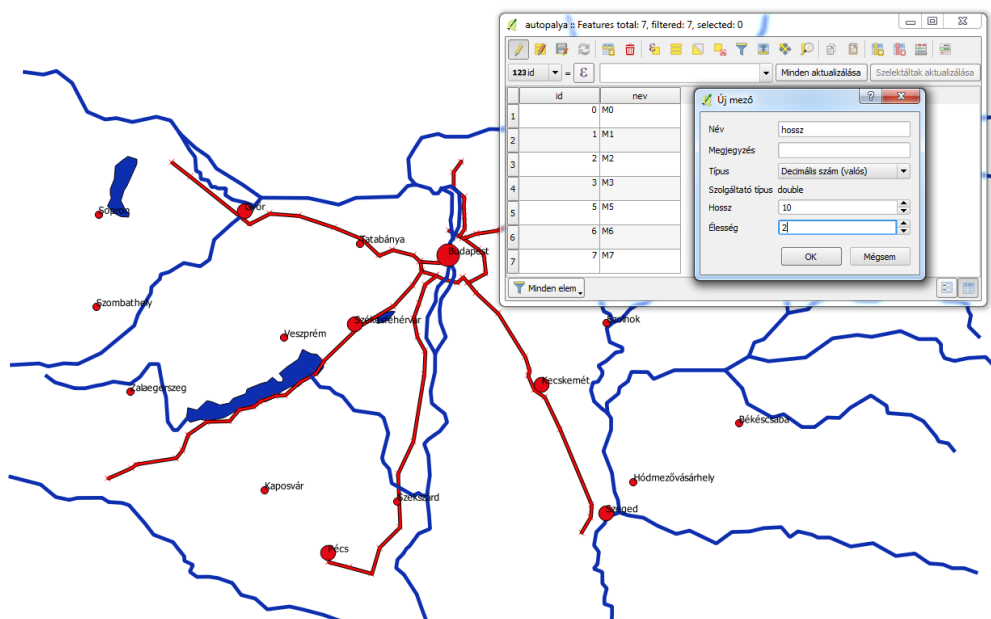 autopalya :: Features total: 7, filtered: 7, selected: 0
123 id = ε Minden aktualizálása Szelektáltak aktualizálása
id nev
1 0 M0
2 1 M1
3 2 M2
4 3 M3
5 5 M5
6 6 M6
7 7 M7
Minden elem
Új mező
Név hossz
Megjegyzés
Típus Decimális szám (valós)
Szolgáltató típus double
Hossz 10
Élesség 2
OK Mégsem
Sopron
Győr
Tatabánya
Budapest
Szombathely
Székesfehérvár
Veszprém
Szolnok
Zalaegerszeg
Kecskemét
Békéscsaba
Kaposvár
Szekszárd
Hódmezővásárhely
Szeged
Pécs